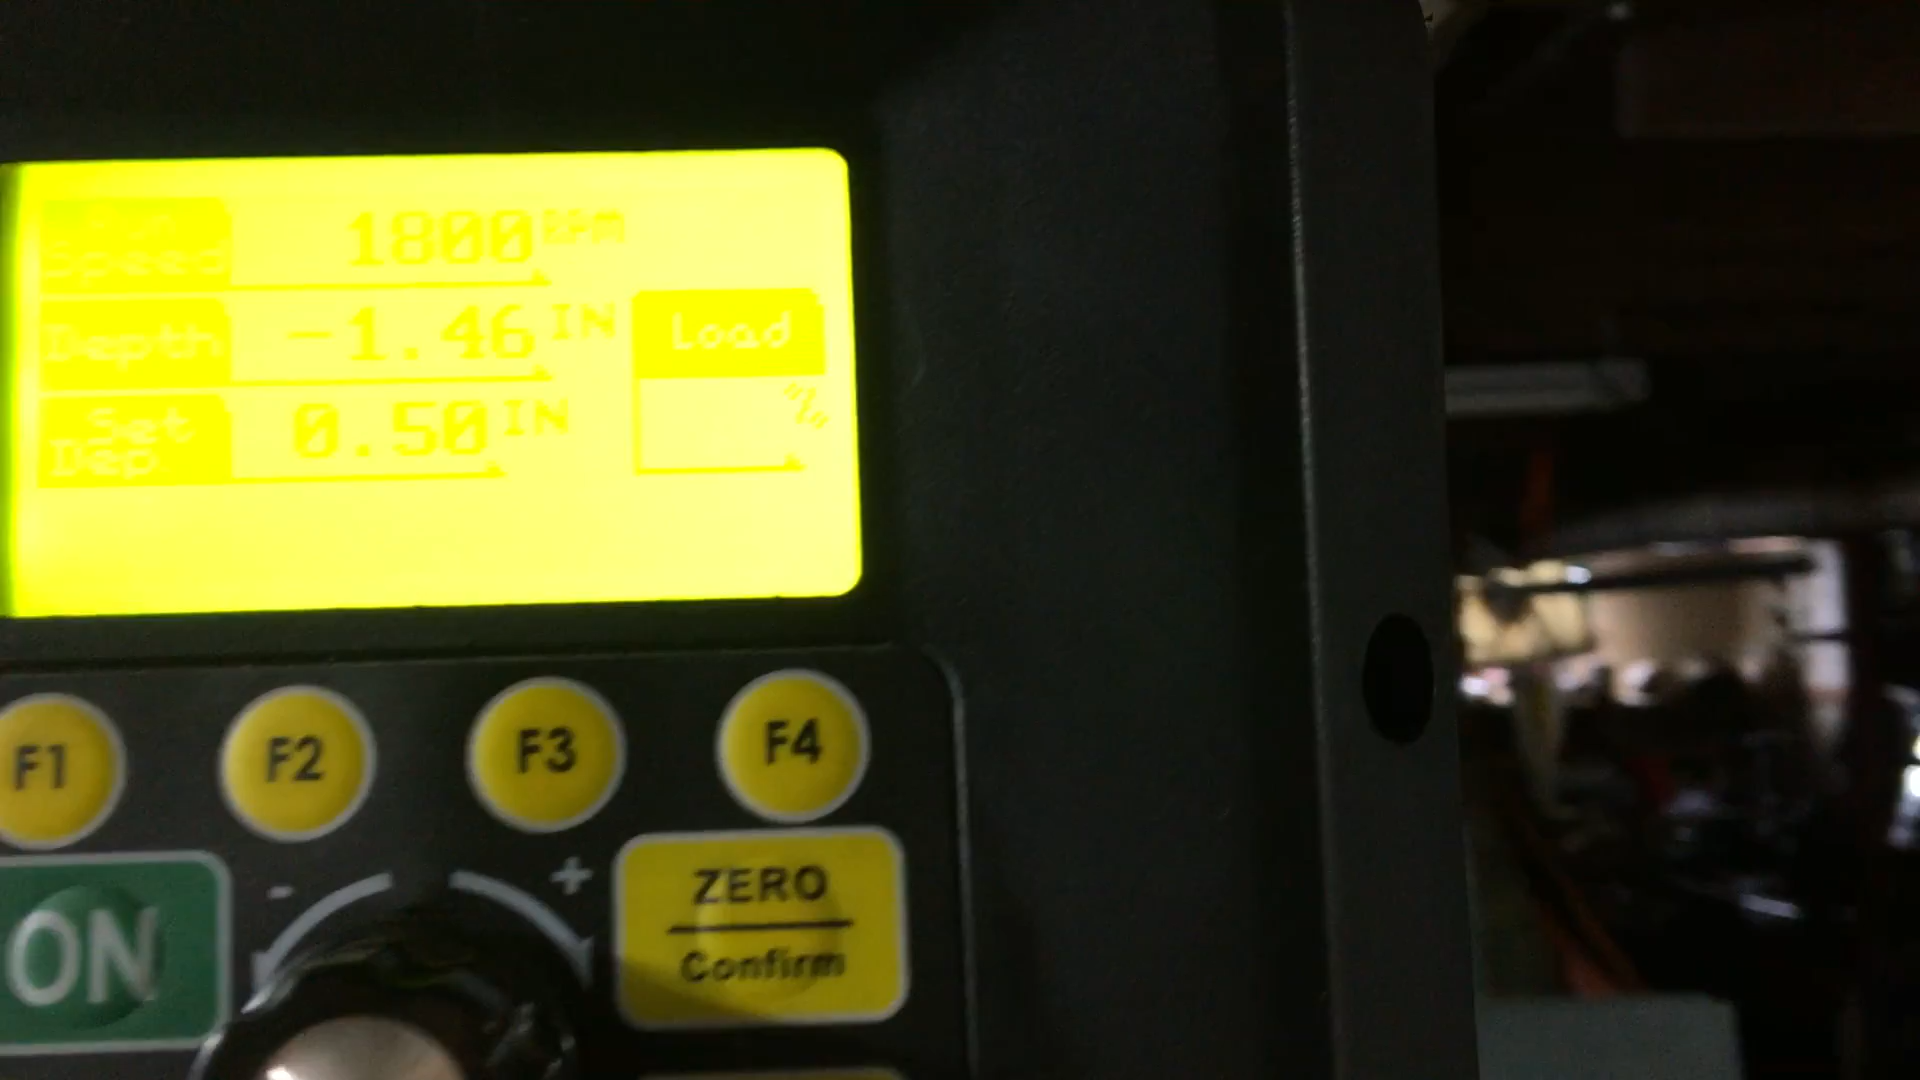 Speed 1800 RPM
Depth -1.46 IN
Load
%
Set Dep. 0.50 IN
F1 F2 F3 F4
- +
ON
ZERO
Confirm